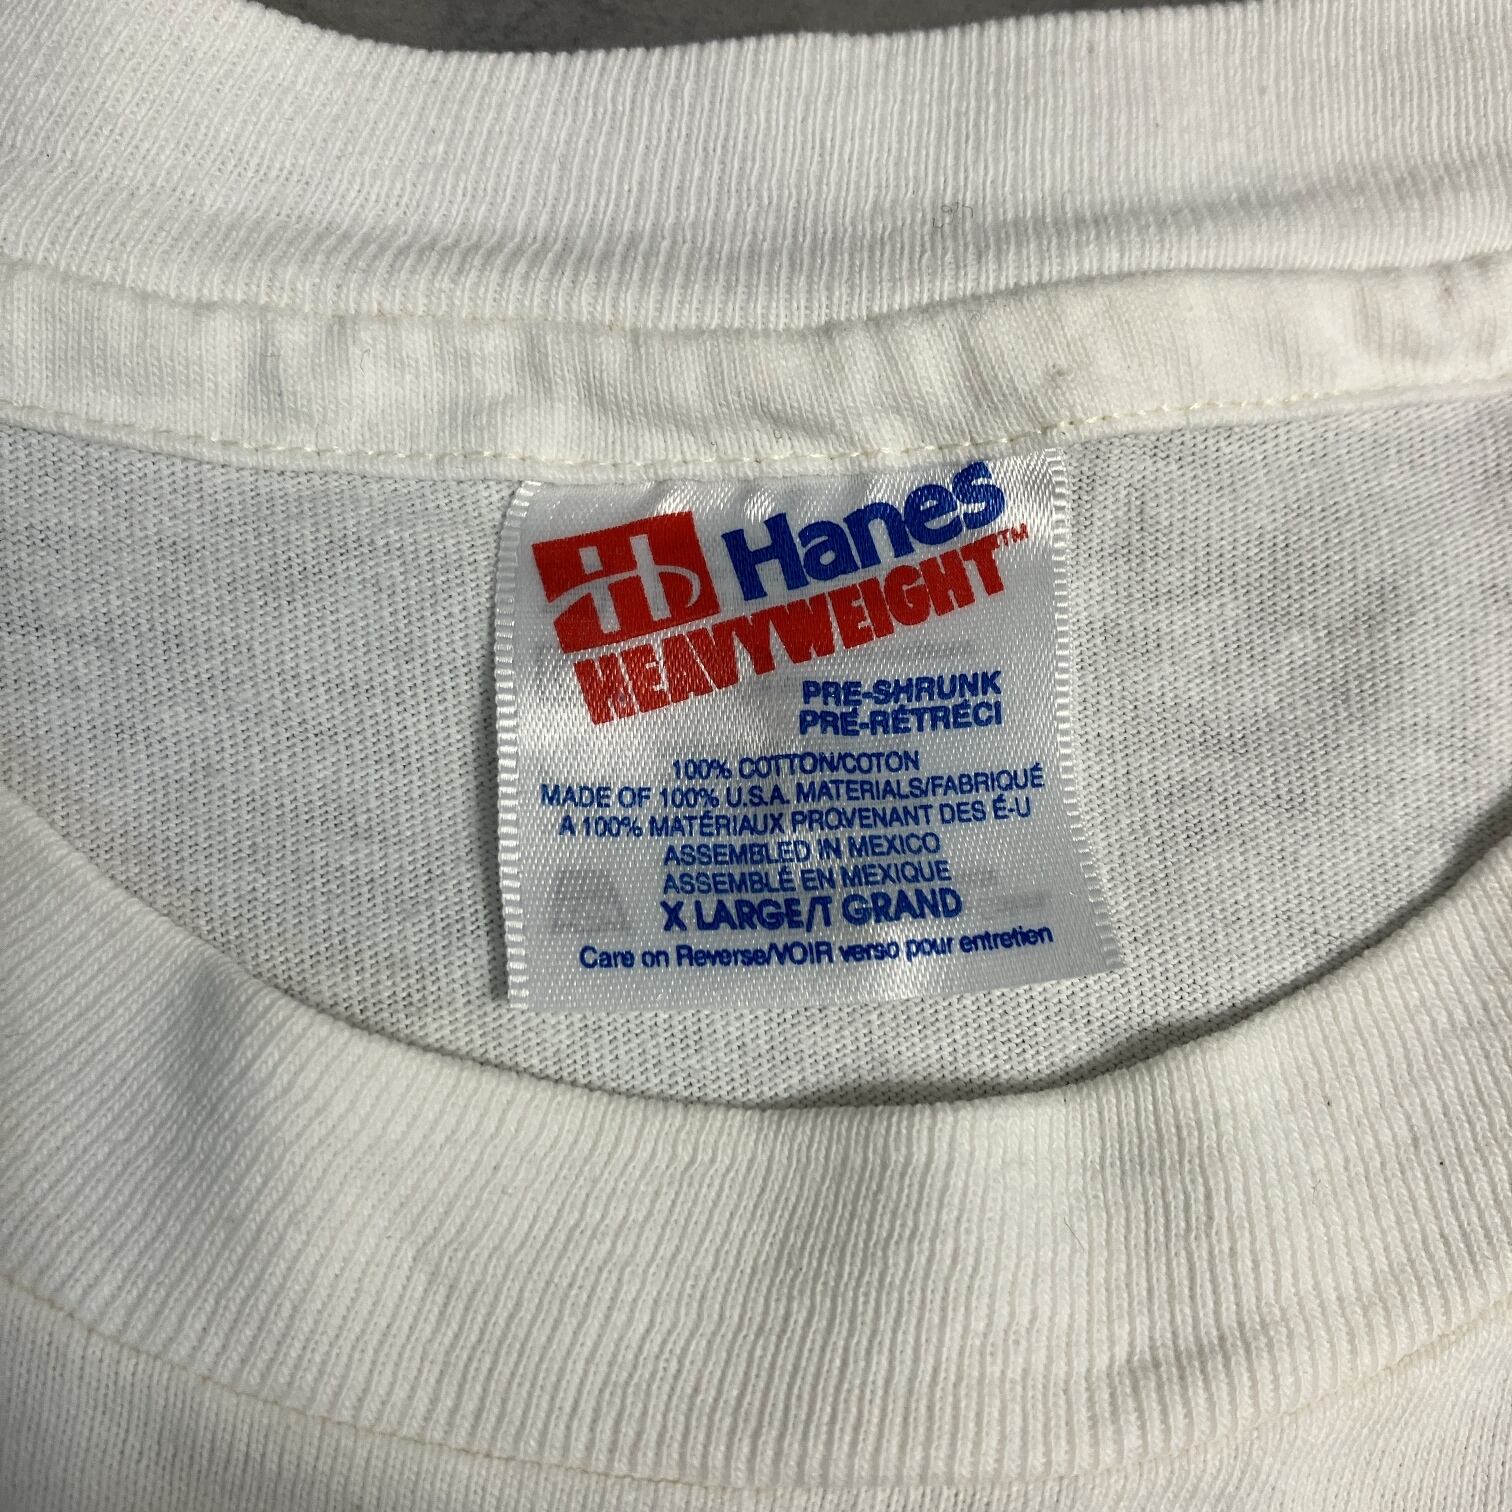 Hanes
HEAVYWEIGHT™
PRE-SHRUNK
PRÉ-RÉTRÉCI
100% COTTON/COTON
MADE OF 100% U.S.A. MATERIALS/FABRIQUÉ
A 100% MATÉRIAUX PROVENANT DES É-U
ASSEMBLED IN MEXICO
ASSEMBLÉ EN MEXIQUE
X LARGE/T GRAND
Care on Reverse/VOIR verso pour entretien